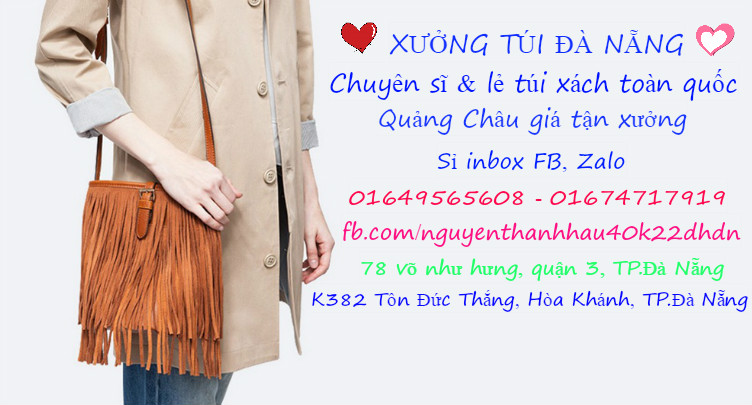 XƯỞNG TÚI ĐÀ NẴNG
Chuyên sĩ & lẻ túi xách toàn quốc
Quảng Châu giá tận xưởng
Sỉ inbox FB, Zalo
01649565608 - 01674717919
fb.com/nguyenthanhhau40k22dhdn
78 võ như hưng, quận 3, TP.Đà Nẵng
K382 Tôn Đức Thắng, Hòa Khánh, TP.Đà Nẵng